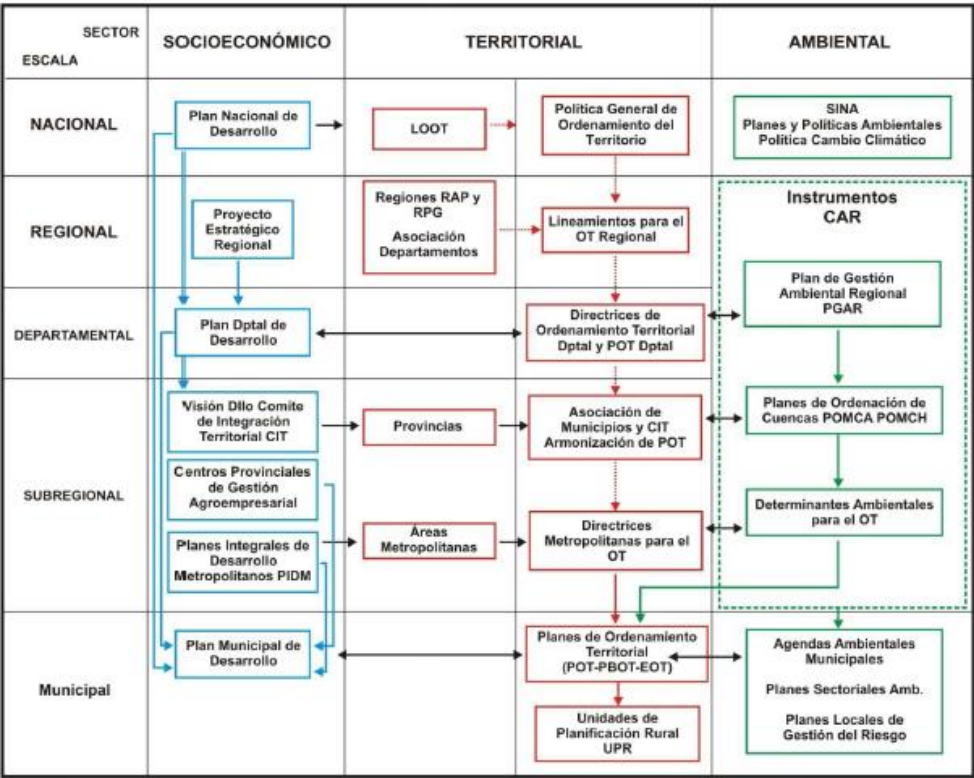 SECTOR
ESCALA
SOCIOECONÓMICO
TERRITORIAL
AMBIENTAL
NACIONAL
Plan Nacional de
Desarrollo
LOOT
Política General de
Ordenamiento del
Territorio
SINA
Planes y Políticas Ambientales
Política Cambio Climático
REGIONAL
Proyecto
Estratégico
Regional
Regiones RAP y
RPG
Asociación
Departamentos
Lineamientos para el
OT Regional
Instrumentos
CAR
Plan de Gestión
Ambiental Regional
PGAR
DEPARTAMENTAL
Plan Dptal de
Desarrollo
Directrices de
Ordenamiento Territorial
Dptal y POT Dptal
SUBREGIONAL
Visión Dllo Comite
de Integración
Territorial CIT
Provincias
Asociación de
Municipios y CIT
Armonización de POT
Planes de Ordenación de
Cuencas POMCA POMCH
Centros Provinciales
de Gestión
Agroempresarial
Determinantes Ambientales
para el OT
Planes Integrales de
Desarrollo
Metropolitanos PIDM
Áreas
Metropolitanas
Directrices
Metropolitanas para el
OT
Municipal
Plan Municipal de
Desarrollo
Planes de Ordenamiento
Territorial
(POT-PBOT-EOT)
Agendas Ambientales
Municipales
Planes Sectoriales Amb.
Planes Locales de
Gestión del Riesgo
Unidades de
Planificación Rural
UPR